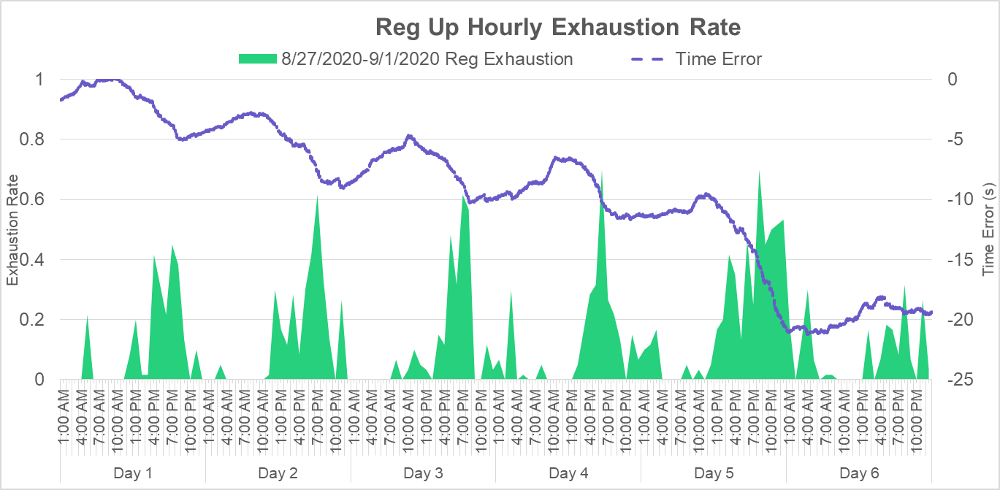 Reg Up Hourly Exhaustion Rate
8/27/2020-9/1/2020 Reg Exhaustion
Time Error
1
0.8
0.6
0.4
0.2
0
Exhaustion Rate
0
-5
-10
-15
-20
-25
Time Error (s)
1:00 AM
4:00 AM
7:00 AM
10:00 AM
1:00 PM
4:00 PM
7:00 PM
10:00 PM
1:00 AM
4:00 AM
7:00 AM
10:00 AM
1:00 PM
4:00 PM
7:00 PM
10:00 PM
1:00 AM
4:00 AM
7:00 AM
10:00 AM
1:00 PM
4:00 PM
7:00 PM
10:00 PM
1:00 AM
4:00 AM
7:00 AM
10:00 AM
1:00 PM
4:00 PM
7:00 PM
10:00 PM
1:00 AM
4:00 AM
7:00 AM
10:00 AM
1:00 PM
4:00 PM
7:00 PM
10:00 PM
1:00 AM
4:00 AM
7:00 AM
10:00 AM
1:00 PM
4:00 PM
7:00 PM
10:00 PM
Day 1
Day 2
Day 3
Day 4
Day 5
Day 6